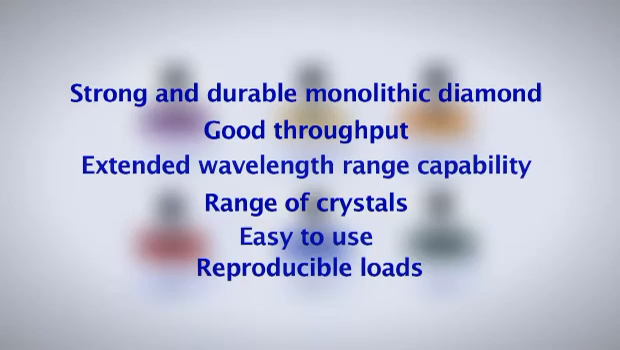 Strong and durable monolithic diamond
Good throughput
Extended wavelength range capability
Range of crystals
Easy to use
Reproducible loads